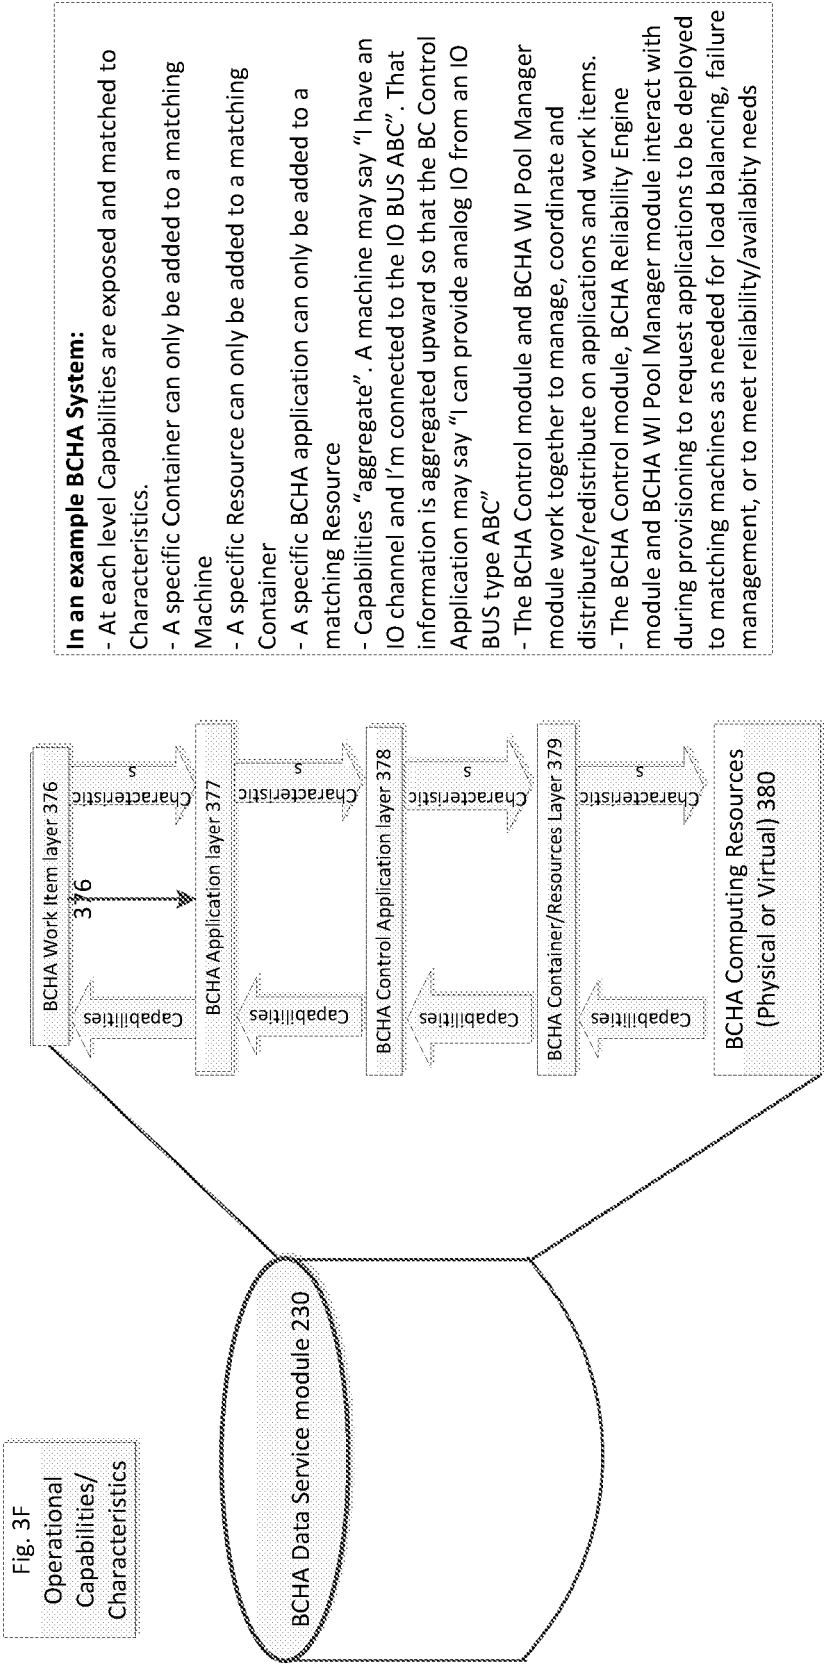 Fig. 3F
Operational
Capabilities/
Characteristics
BCHA Data Service module 230
BCHA Work Item layer 376
376
Capabilities
Characteristic
s
BCHA Application layer 377
Capabilities
Characteristic
s
BCHA Control Application layer 378
Capabilities
Characteristic
s
BCHA Container/Resources Layer 379
Capabilities
Characteristic
s
BCHA Computing Resources
(Physical or Virtual) 380
In an example BCHA System:
- At each level Capabilities are exposed and matched to
Characteristics.
- A specific Container can only be added to a matching
Machine
- A specific Resource can only be added to a matching
Container
- A specific BCHA application can only be added to a
matching Resource
- Capabilities “aggregate”. A machine may say “I have an
IO channel and I’m connected to the IO BUS ABC”. That
information is aggregated upward so that the BC Control
Application may say “I can provide analog IO from an IO
BUS type ABC”
- The BCHA Control module and BCHA WI Pool Manager
module work together to manage, coordinate and
distribute/redistribute on applications and work items.
- The BCHA Control module, BCHA Reliability Engine
module and BCHA WI Pool Manager module interact with
during provisioning to request applications to be deployed
to matching machines as needed for load balancing, failure
management, or to meet reliability/availabity needs